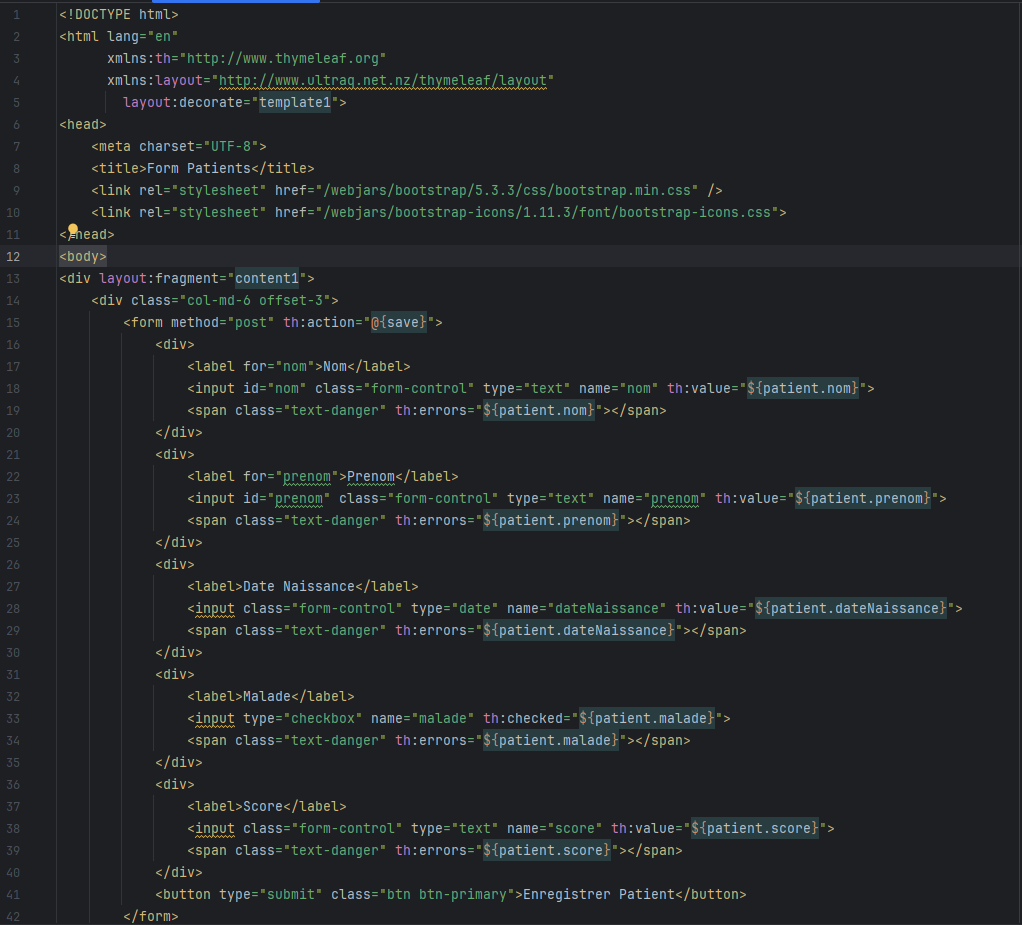 1 <!DOCTYPE html>
2 <html lang="en"
3 xmlns:th="http://www.thymeleaf.org"
4 xmlns:layout="http://www.ultraq.net.nz/thymeleaf/layout"
5 layout:decorate="template1">
6 <head>
7 <meta charset="UTF-8">
8 <title>Form Patients</title>
9 <link rel="stylesheet" href="/webjars/bootstrap/5.3.3/css/bootstrap.min.css" />
10 <link rel="stylesheet" href="/webjars/bootstrap-icons/1.11.3/font/bootstrap-icons.css">
11 </head>
12 <body>
13 <div layout:fragment="content1">
14 <div class="col-md-6 offset-3">
15 <form method="post" th:action="@{save}">
16 <div>
17 <label for="nom">Nom</label>
18 <input id="nom" class="form-control" type="text" name="nom" th:value="${patient.nom}">
19 <span class="text-danger" th:errors="${patient.nom}"></span>
20 </div>
21 <div>
22 <label for="prenom">Prenom</label>
23 <input id="prenom" class="form-control" type="text" name="prenom" th:value="${patient.prenom}">
24 <span class="text-danger" th:errors="${patient.prenom}"></span>
25 </div>
26 <div>
27 <label>Date Naissance</label>
28 <input class="form-control" type="date" name="dateNaissance" th:value="${patient.dateNaissance}">
29 <span class="text-danger" th:errors="${patient.dateNaissance}"></span>
30 </div>
31 <div>
32 <label>Malade</label>
33 <input type="checkbox" name="malade" th:checked="${patient.malade}">
34 <span class="text-danger" th:errors="${patient.malade}"></span>
35 </div>
36 <div>
37 <label>Score</label>
38 <input class="form-control" type="text" name="score" th:value="${patient.score}">
39 <span class="text-danger" th:errors="${patient.score}"></span>
40 </div>
41 <button type="submit" class="btn btn-primary">Enregistrer Patient</button>
42 </form>